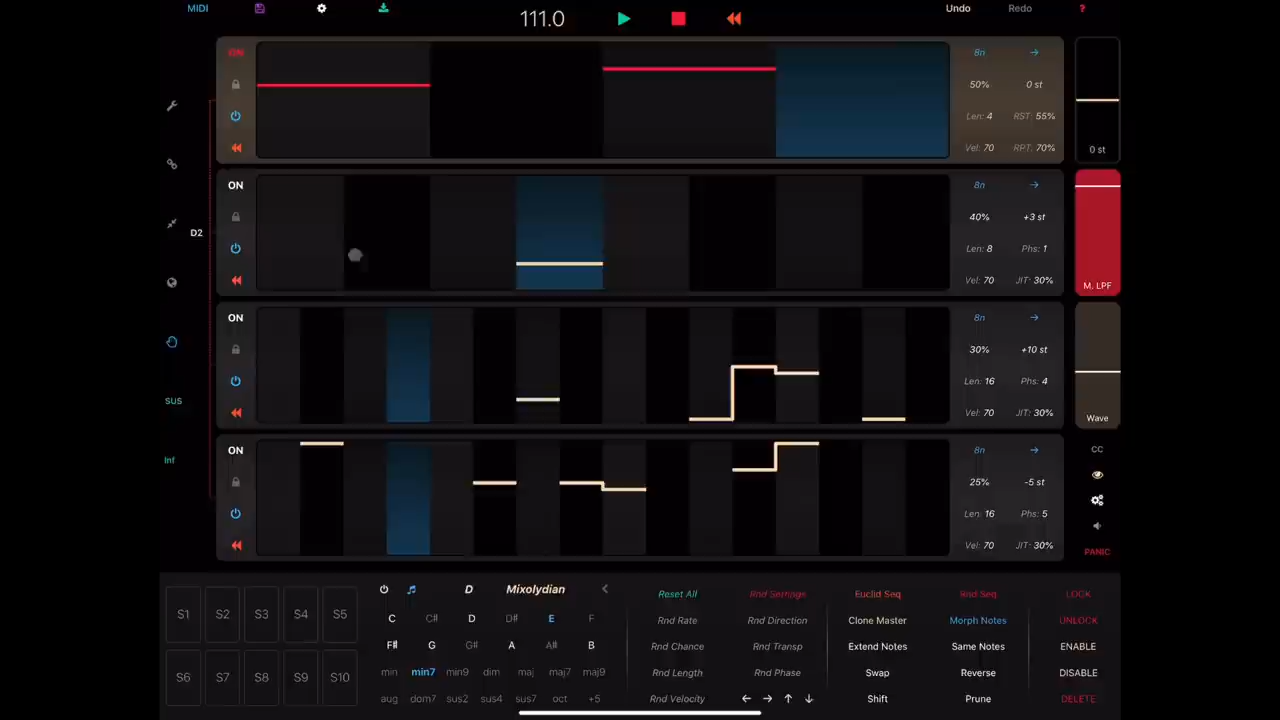 MIDI 111.0 Undo Redo ?
ON 8n →
50% 0 st
Len: 4 RST: 55%
Vel: 70 RPT: 70% 0 st
ON 8n →
40% +3 st
D2 Len: 8 Phs: 1
Vel: 70 JIT: 30% M. LPF
ON 8n →
30% +10 st
SUS Len: 16 Phs: 4
Vel: 70 JIT: 30% Wave
ON 8n → CC
Inf 25% -5 st
Len: 16 Phs: 5
Vel: 70 JIT: 30% PANIC
S1 S2 S3 S4 S5
S6 S7 S8 S9 S10
D Mixolydian <
C C# D D# E F
F# G G# A A# B
min min7 min9 dim maj maj7 maj9
aug dom7 sus2 sus4 sus7 oct +5
Reset All Rnd Settings Euclid Seq Rnd Seq LOCK
Rnd Rate Rnd Direction Clone Master Morph Notes UNLOCK
Rnd Chance Rnd Transp Extend Notes Same Notes ENABLE
Rnd Length Rnd Phase Swap Reverse DISABLE
Rnd Velocity ← → ↑ ↓ Shift Prune DELETE